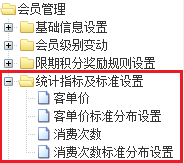 会员管理
基础信息设置
会员级别变动
限期积分奖励规则设置
统计指标及标准设置
客单价
客单价标准分布设置
消费次数
消费次数标准分布设置